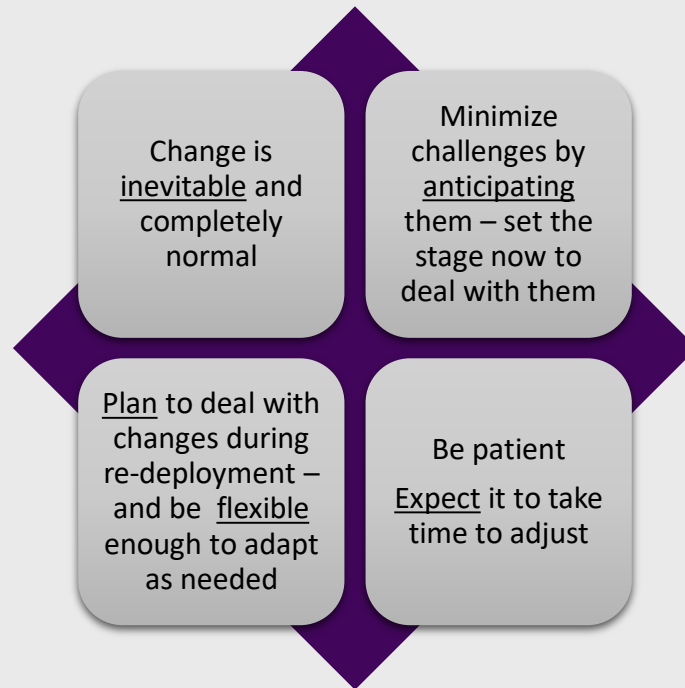 Change is
inevitable and
completely
normal
Minimize
challenges by
anticipating
them – set the
stage now to
deal with them
Plan to deal with
changes during
re-deployment –
and be flexible
enough to adapt
as needed
Be patient
Expect it to take
time to adjust